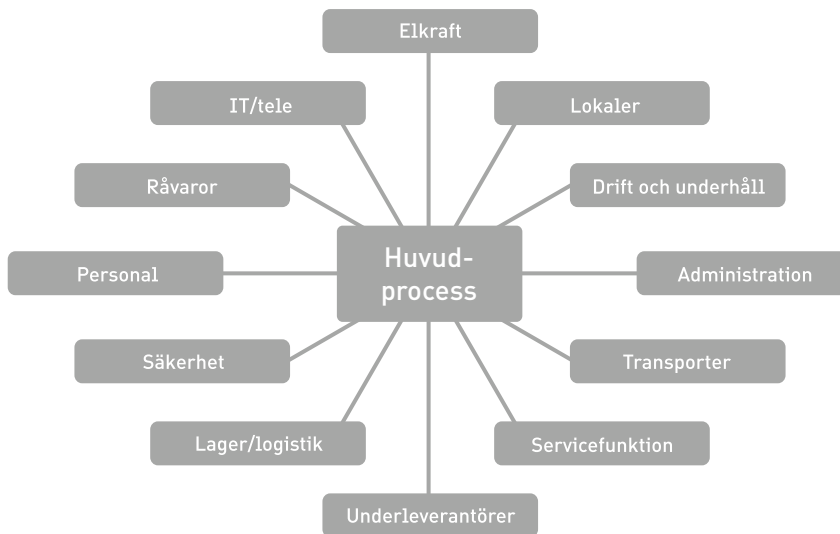 Elkraft
IT/tele
Lokaler
Råvaror
Drift och underhåll
Huvud-
process
Personal
Administration
Säkerhet
Transporter
Lager/logistik
Servicefunktion
Underleverantörer